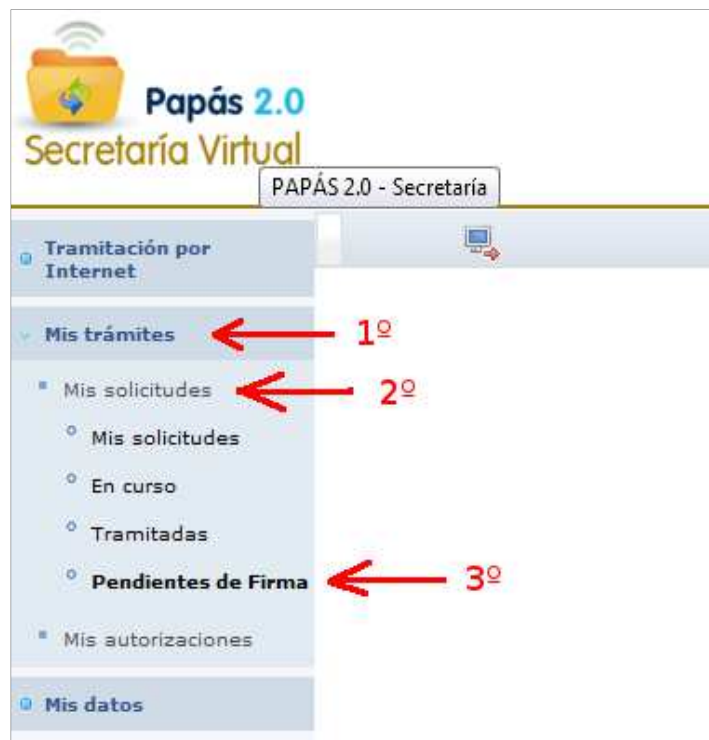 Papás 2.0
Secretaría Virtual
PAPÁS 2.0 - Secretaría
Tramitación por
Internet
Mis trámites 1º
Mis solicitudes 2º
Mis solicitudes
En curso
Tramitadas
Pendientes de Firma 3º
Mis autorizaciones
Mis datos